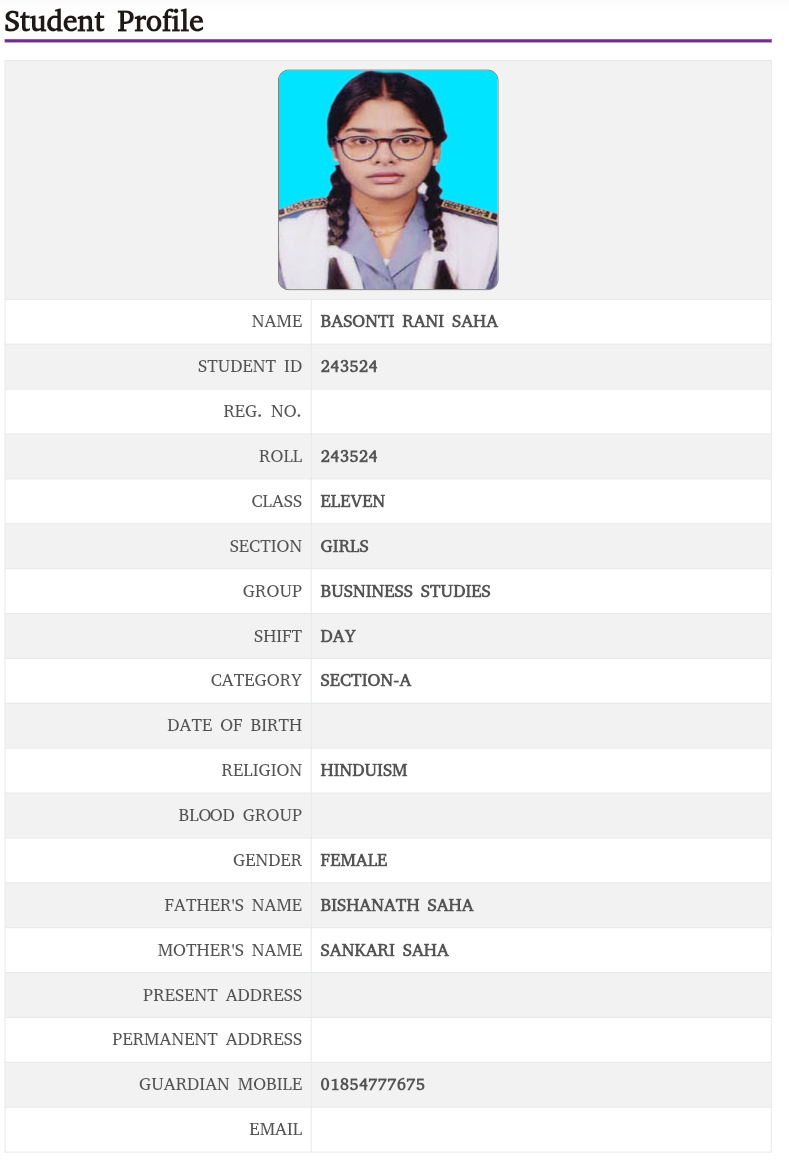 Student Profile
NAME BASONTI RANI SAHA
STUDENT ID 243524
REG. NO.
ROLL 243524
CLASS ELEVEN
SECTION GIRLS
GROUP BUSNINESS STUDIES
SHIFT DAY
CATEGORY SECTION-A
DATE OF BIRTH
RELIGION HINDUISM
BLOOD GROUP
GENDER FEMALE
FATHER'S NAME BISHANATH SAHA
MOTHER'S NAME SANKARI SAHA
PRESENT ADDRESS
PERMANENT ADDRESS
GUARDIAN MOBILE 01854777675
EMAIL